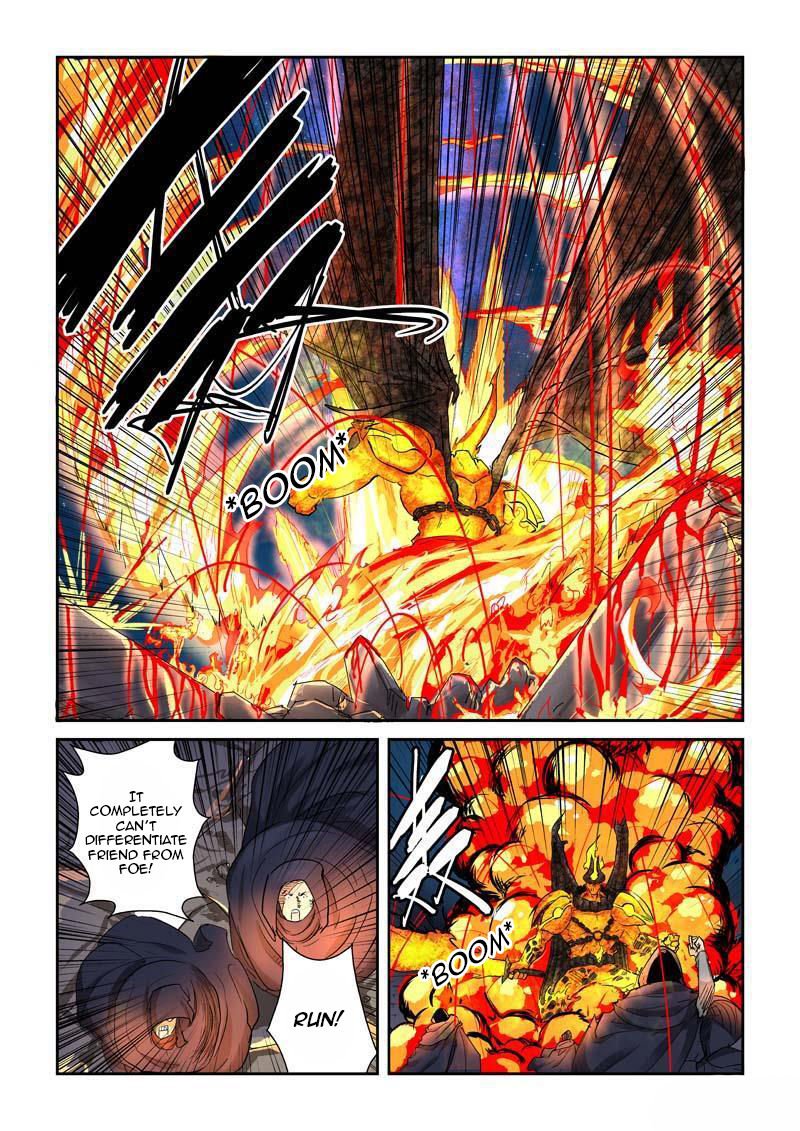 *BOOM*
IT
COMPLETELY
CAN'T
DIFFERENTIATE
FRIEND FROM
FOE!
RUN!
*BOOM*